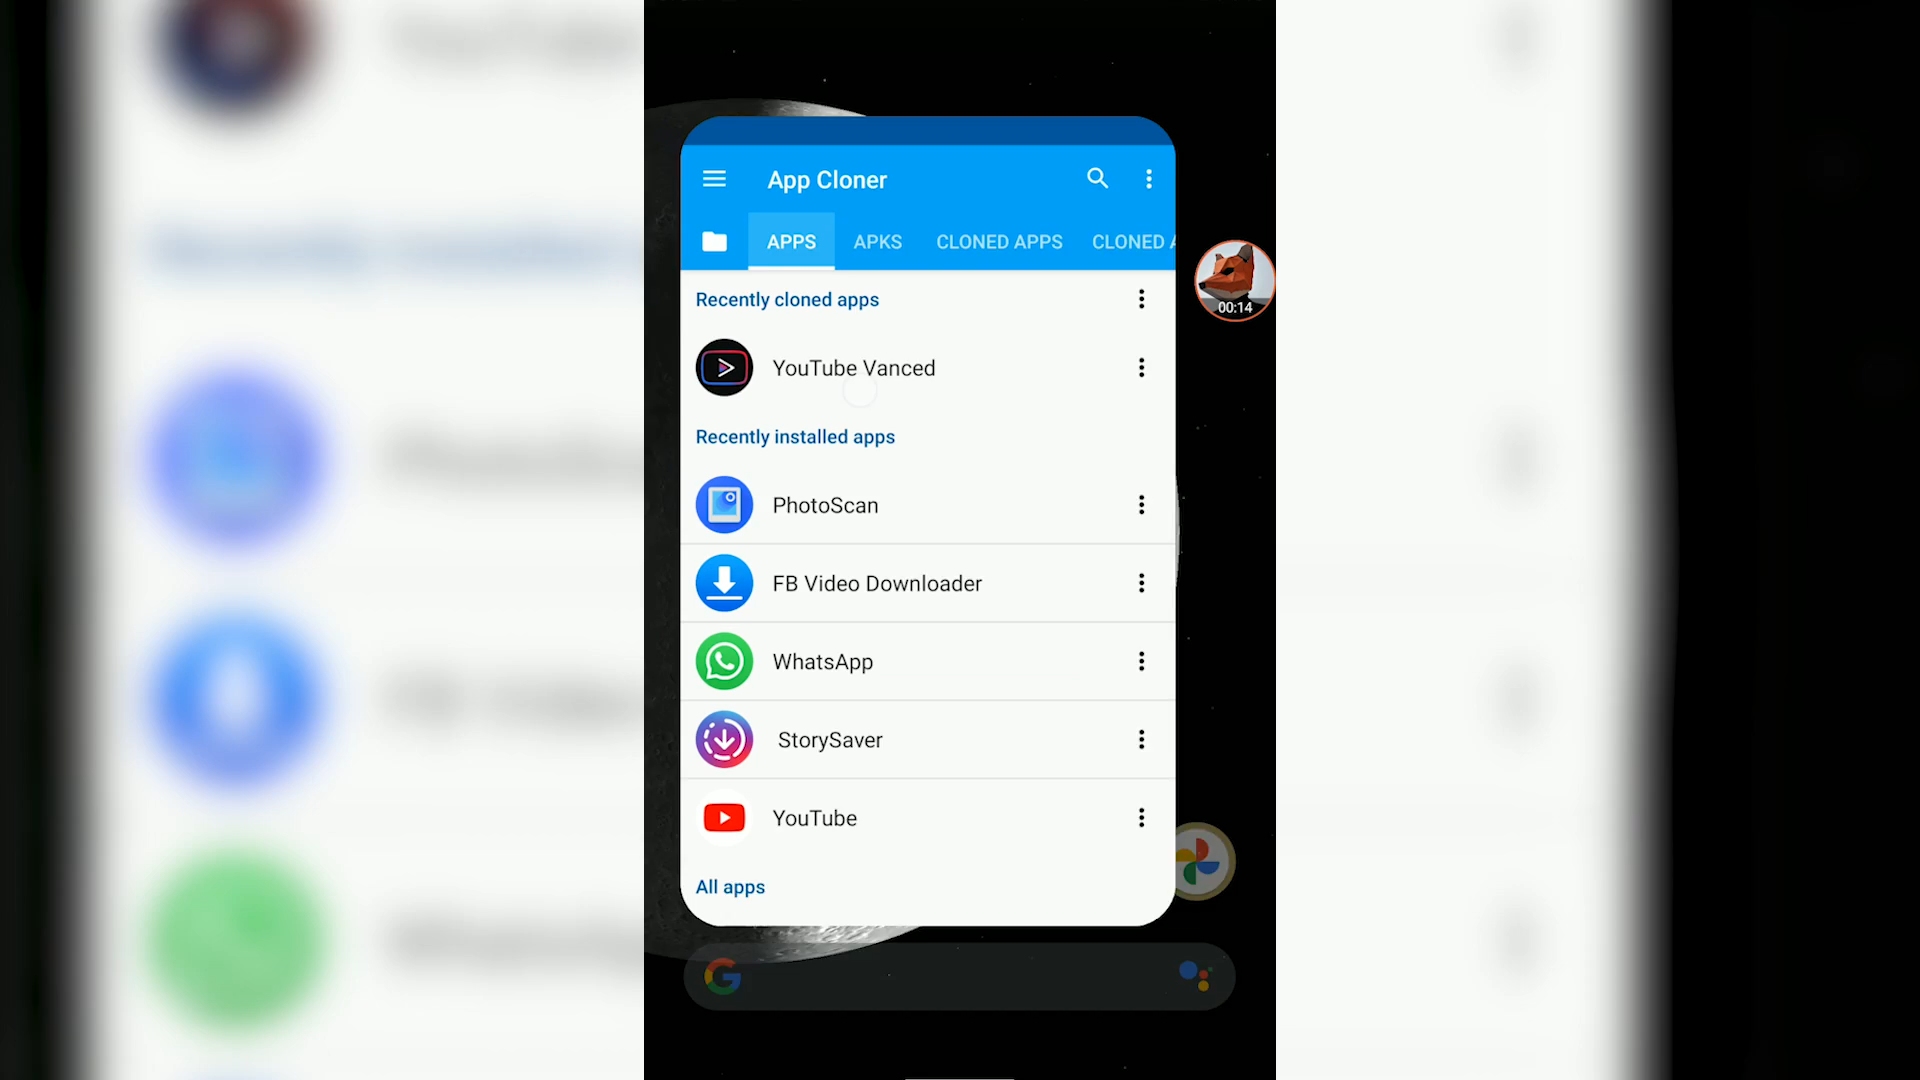 App Cloner
APPS APKS CLONED APPS CLONED A
Recently cloned apps
00:14
YouTube Vanced
Recently installed apps
PhotoScan
FB Video Downloader
WhatsApp
StorySaver
YouTube
All apps